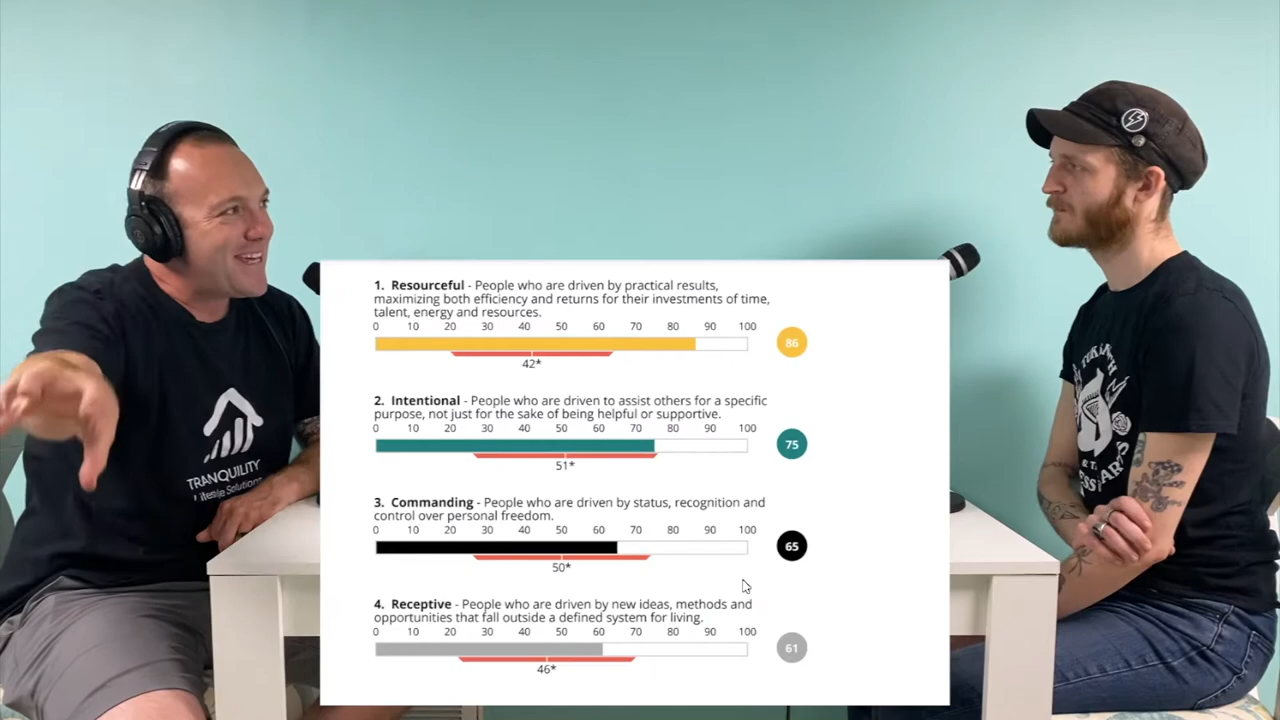 1. Resourceful - People who are driven by practical results,
maximizing both efficiency and returns for their investments of time,
talent, energy and resources.
0 10 20 30 40 50 60 70 80 90 100
86
42*
2. Intentional - People who are driven to assist others for a specific
purpose, not just for the sake of being helpful or supportive.
0 10 20 30 40 50 60 70 80 90 100
75
51*
3. Commanding - People who are driven by status, recognition and
control over personal freedom.
0 10 20 30 40 50 60 70 80 90 100
65
50*
4. Receptive - People who are driven by new ideas, methods and
opportunities that fall outside a defined system for living.
0 10 20 30 40 50 60 70 80 90 100
61
46*
TRANQUILITY
Lifestyle Solutions